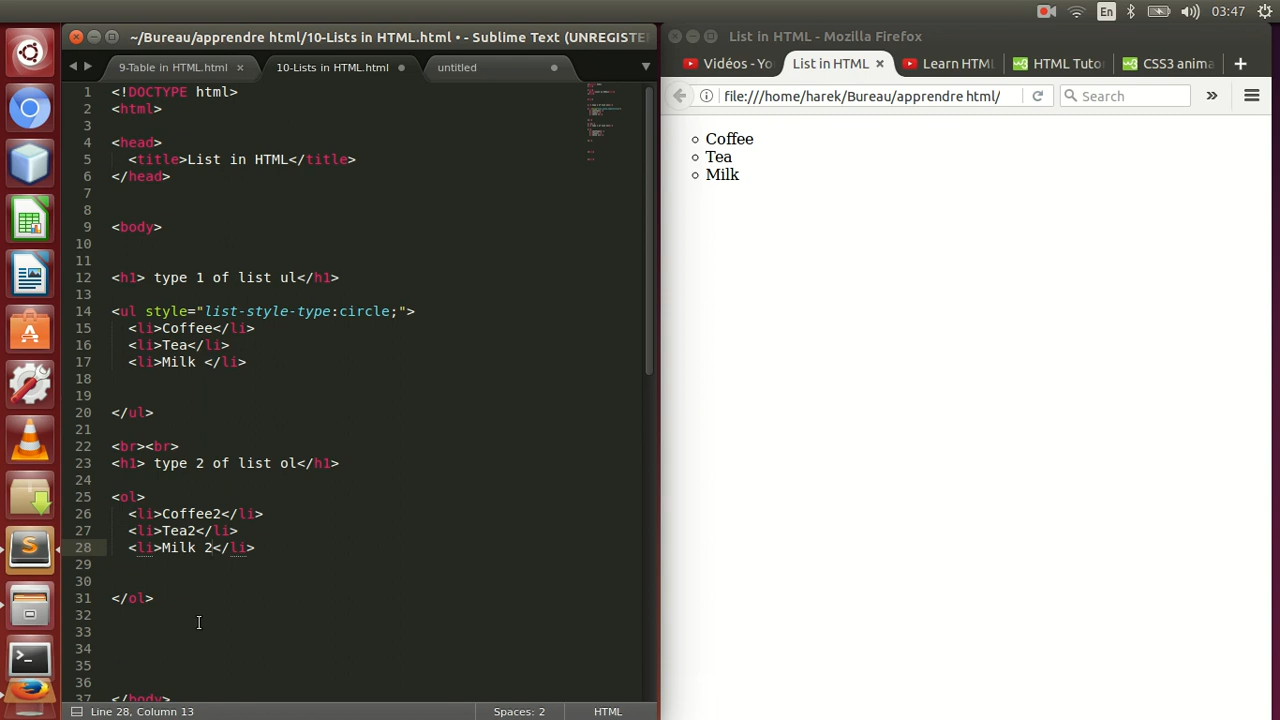 En
03:47
~/Bureau/apprendre html/10-Lists in HTML.html • - Sublime Text (UNREGISTE
9-Table in HTML.html ×
10-Lists in HTML.html
untitled
1 <!DOCTYPE html>
2 <html>
3
4 <head>
5 <title>List in HTML</title>
6 </head>
7
8
9 <body>
10
11
12 <h1> type 1 of list ul</h1>
13
14 <ul style="list-style-type:circle;">
15 <li>Coffee</li>
16 <li>Tea</li>
17 <li>Milk </li>
18
19
20 </ul>
21
22 <br><br>
23 <h1> type 2 of list ol</h1>
24
25 <ol>
26 <li>Coffee2</li>
27 <li>Tea2</li>
28 <li>Milk 2</li>
29
30
31 </ol>
32
33
34
35
36
37 </body>
Line 28, Column 13
Spaces: 2
HTML
List in HTML - Mozilla Firefox
Vidéos - Yo
List in HTML ×
Learn HTML
HTML Tuto
CSS3 anima
file:///home/harek/Bureau/apprendre html/
Search
Coffee
Tea
Milk